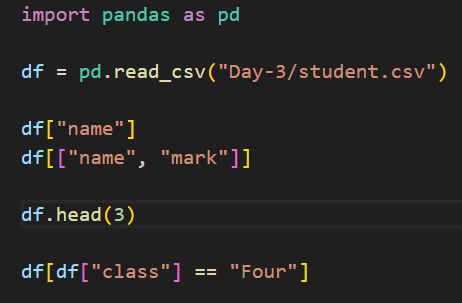 import pandas as pd
df = pd.read_csv("Day-3/student.csv")
df["name"]
df[["name", "mark"]]
df.head(3)
df[df["class"] == "Four"]